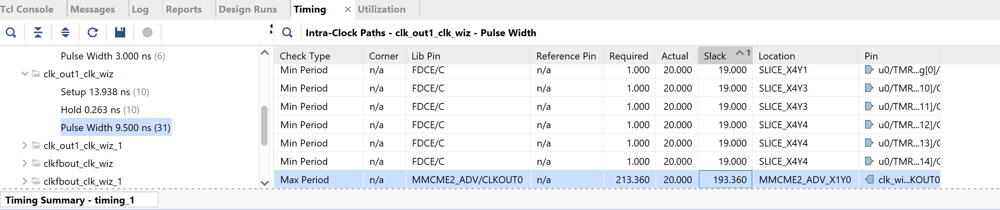 Tcl Console Messages Log Reports Design Runs Timing Utilization
Intra-Clock Paths - clk_out1_clk_wiz - Pulse Width
Pulse Width 3.000 ns (6)
clk_out1_clk_wiz
Setup 13.938 ns (10)
Hold 0.263 ns (10)
Pulse Width 9.500 ns (31)
clk_out1_clk_wiz_1
clkfbout_clk_wiz
clkfbout_clk_wiz_1
Check Type Corner Lib Pin Reference Pin Required Actual Slack 1 Location Pin
Min Period n/a FDCE/C n/a 1.000 20.000 19.000 SLICE_X4Y1 u0/TMR...g[0]/
Min Period n/a FDCE/C n/a 1.000 20.000 19.000 SLICE_X4Y3 u0/TMR...10]/C
Min Period n/a FDCE/C n/a 1.000 20.000 19.000 SLICE_X4Y3 u0/TMR...11]/C
Min Period n/a FDCE/C n/a 1.000 20.000 19.000 SLICE_X4Y4 u0/TMR...12]/C
Min Period n/a FDCE/C n/a 1.000 20.000 19.000 SLICE_X4Y4 u0/TMR...13]/C
Min Period n/a FDCE/C n/a 1.000 20.000 19.000 SLICE_X4Y4 u0/TMR...14]/C
Max Period n/a MMCME2_ADV/CLKOUT0 n/a 213.360 20.000 193.360 MMCME2_ADV_X1Y0 clk_wi...KOUT0
Timing Summary - timing_1